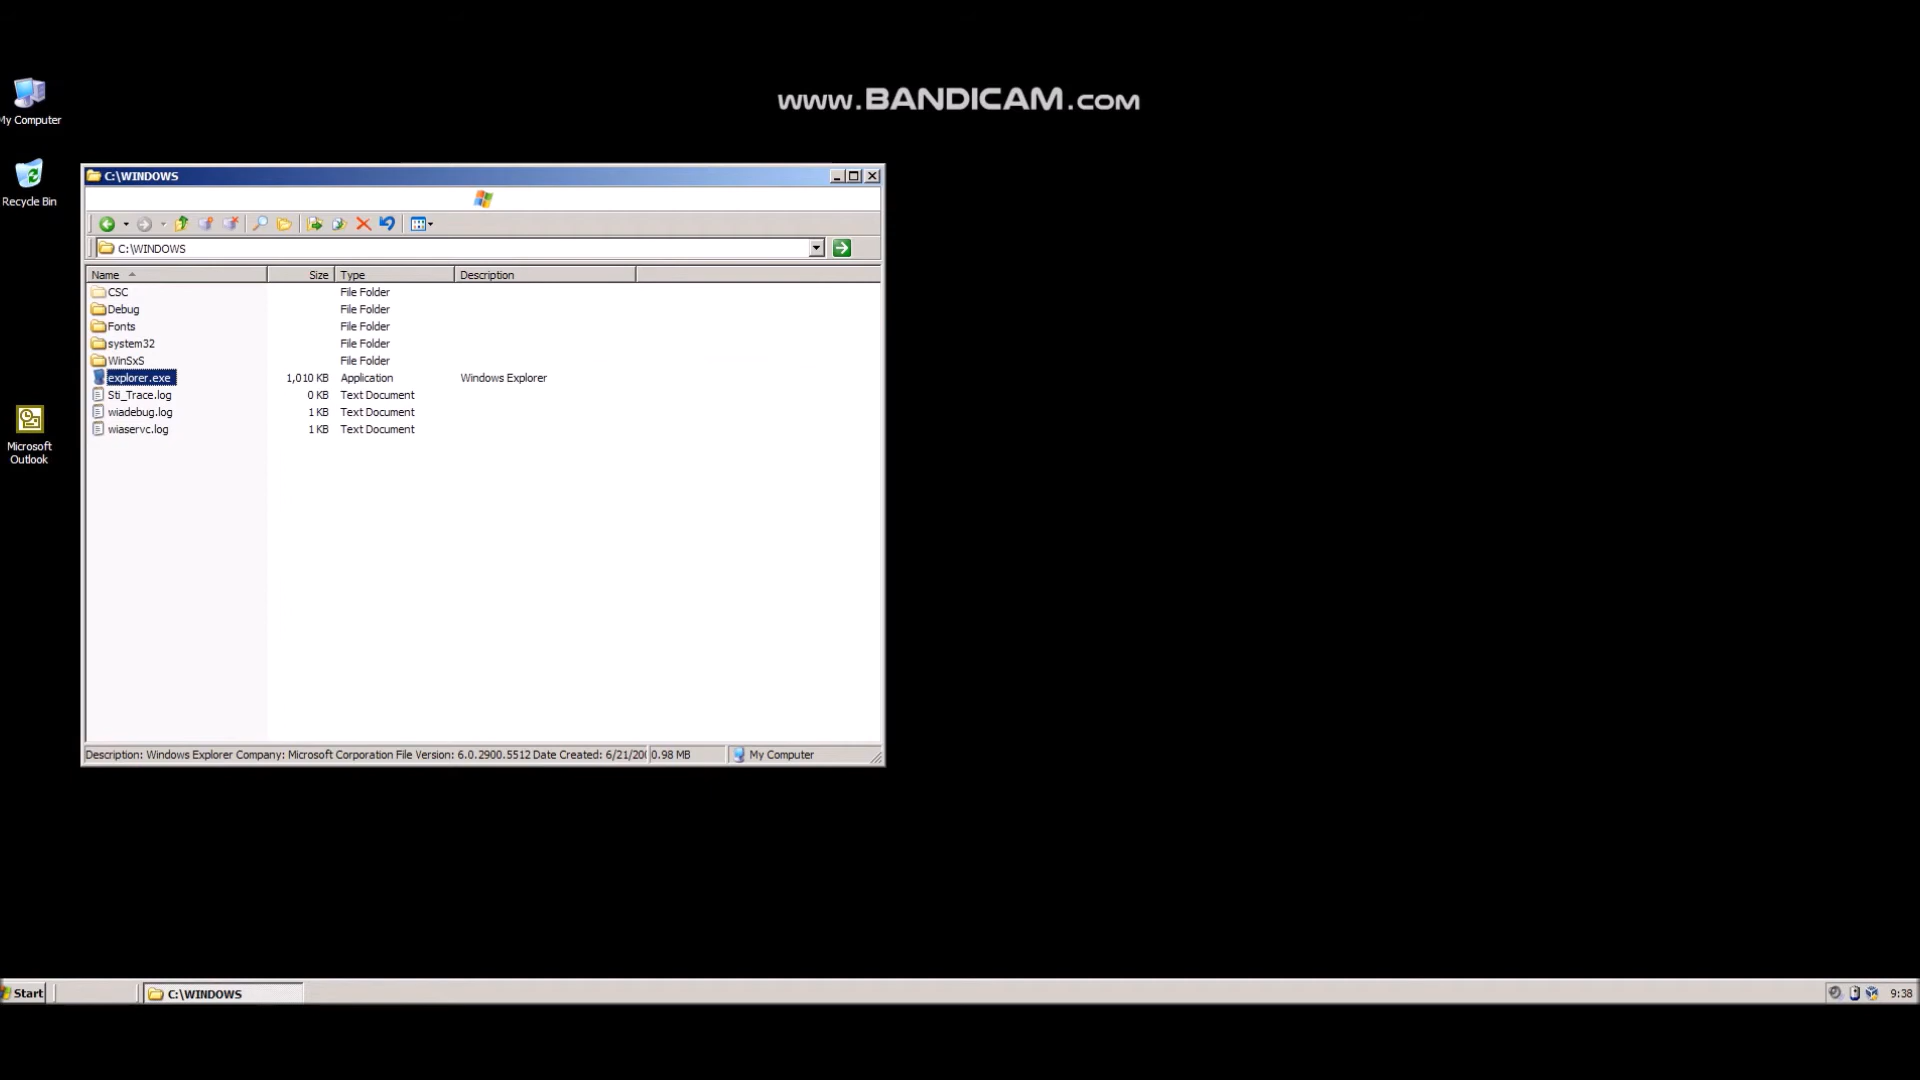 www.BANDICAM.com
My Computer
Recycle Bin
Microsoft
Outlook
C:\WINDOWS
C:\WINDOWS
Name Size Type Description
CSC File Folder
Debug File Folder
Fonts File Folder
system32 File Folder
WinSxS File Folder
explorer.exe 1,010 KB Application Windows Explorer
Sti_Trace.log 0 KB Text Document
wiadebug.log 1 KB Text Document
wiaservc.log 1 KB Text Document
Description: Windows Explorer Company: Microsoft Corporation File Version: 6.0.2900.5512 Date Created: 6/21/20 0.98 MB My Computer
Start C:\WINDOWS 9:38